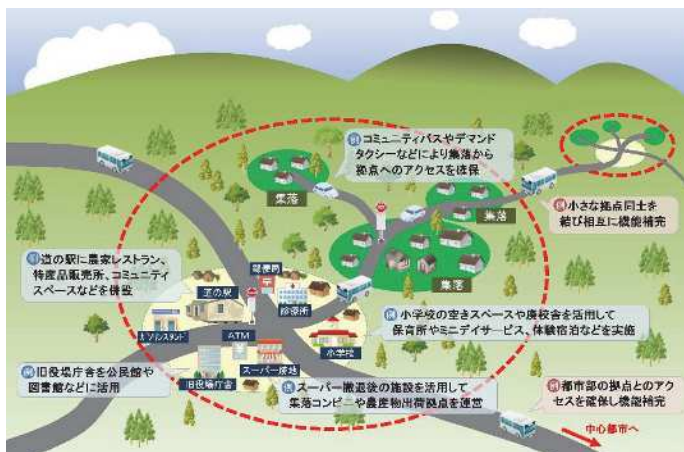 例 コミュニティバスやデマンド
タクシーなどにより集落から
拠点へのアクセスを確保
集落
集落
集落
例 小さな拠点同士を
結び相互に機能補完
例 道の駅に農家レストラン、
特産品販売所、コミュニティ
スペースなどを併設
郵便局
道の駅
診療所
ガソリンスタンド
ATM
小学校
例 小学校の空きスペースや廃校舎を活用して
保育所やミニデイサービス、体験宿泊などを実施
例 旧役場庁舎を公民館や
図書館などに活用
旧役場庁舎
スーパー跡地
例 スーパー撤退後の施設を活用して
集落コンビニや農産物出荷拠点を運営
例 都市部の拠点とのアク
セスを確保し機能補完
中心都市へ